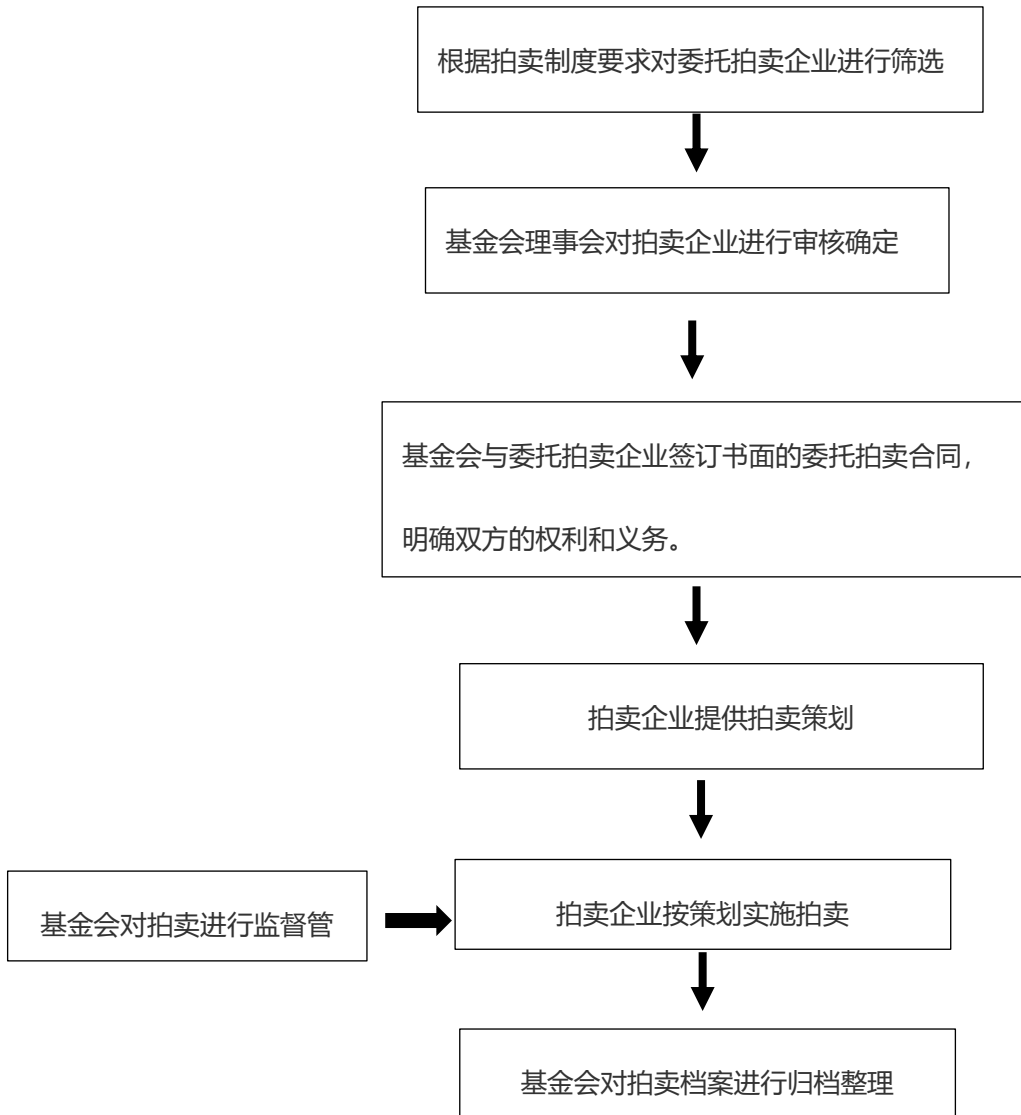 根据拍卖制度要求对委托拍卖企业进行筛选
基金会理事会对拍卖企业进行审核确定
基金会与委托拍卖企业签订书面的委托拍卖合同，
明确双方的权利和义务。
拍卖企业提供拍卖策划
基金会对拍卖进行监督管
拍卖企业按策划实施拍卖
基金会对拍卖档案进行归档整理